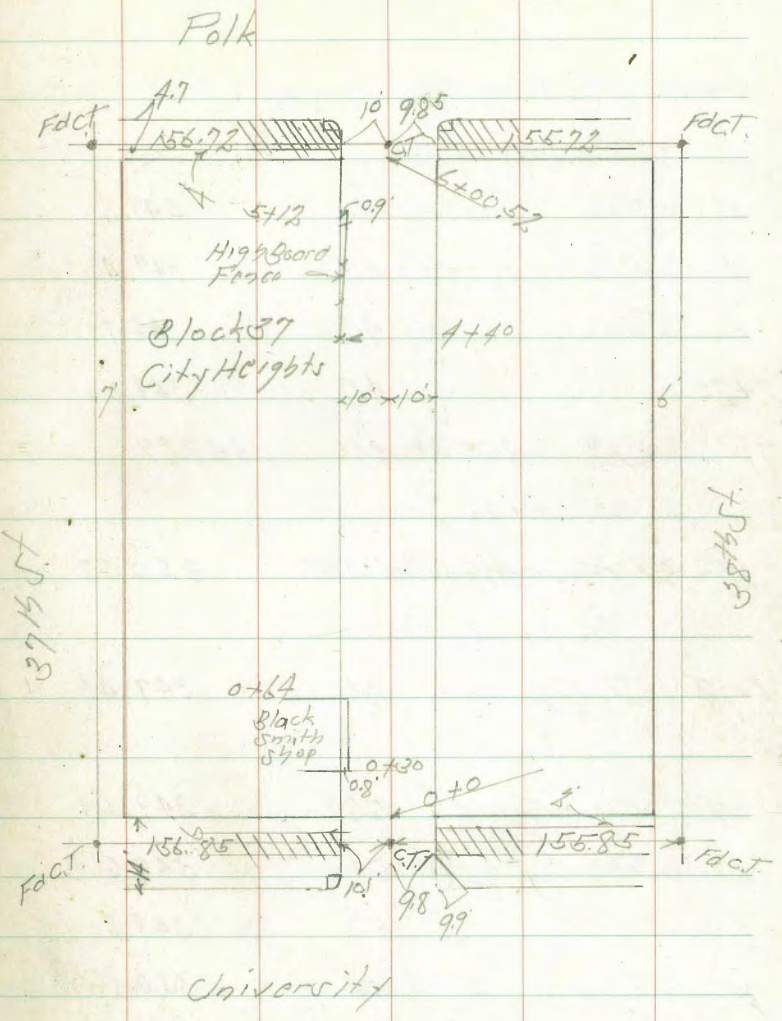 Polk
4.7
10' 9.8⁵
Fd C.T. 156.72 C.T. 155.72 Fd C.T.
4
6+00.52
5+12 0.9'
High Board
Fence
Block 37 4+40
City Heights
7' 10' 10' 6'
37th St.
38th St.
0+64
Black
smith
shop
0+30
0.8'
0+0
156.85 C.T. 155.85
Fd C.T. 14' 10.1' Fd C.T.
9.8
9.9
University